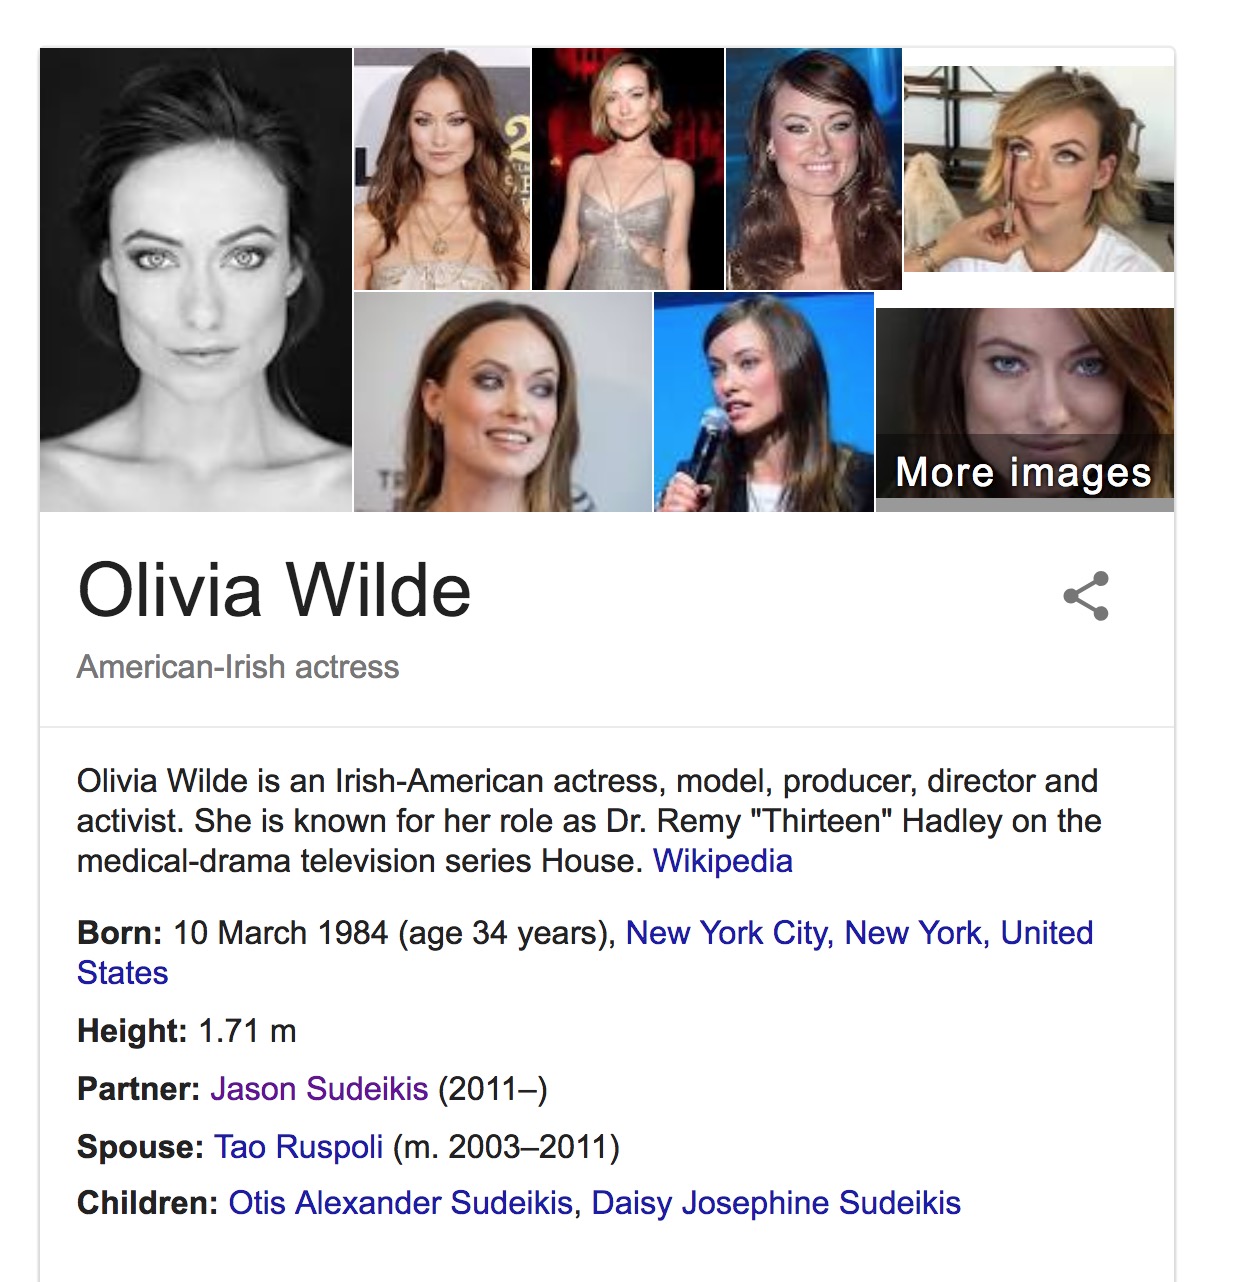 More images
Olivia Wilde
American-Irish actress
Olivia Wilde is an Irish-American actress, model, producer, director and
activist. She is known for her role as Dr. Remy "Thirteen" Hadley on the
medical-drama television series House. Wikipedia
Born: 10 March 1984 (age 34 years), New York City, New York, United
States
Height: 1.71 m
Partner: Jason Sudeikis (2011–)
Spouse: Tao Ruspoli (m. 2003–2011)
Children: Otis Alexander Sudeikis, Daisy Josephine Sudeikis